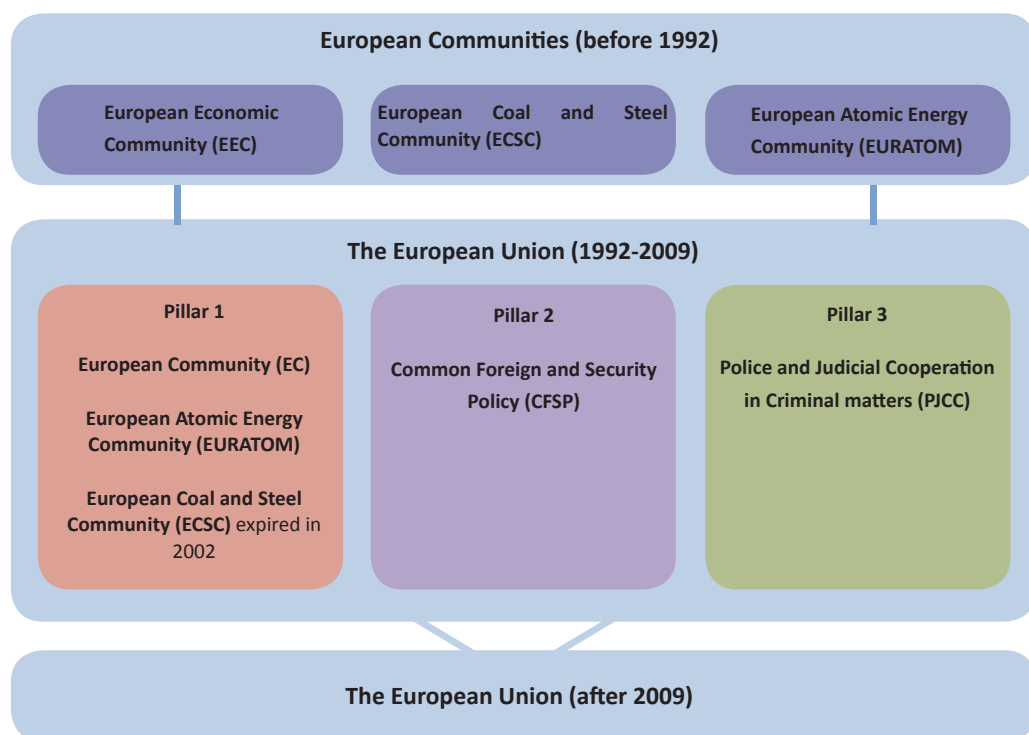 European Communities (before 1992)
European Economic
Community (EEC)
European Coal and Steel
Community (ECSC)
European Atomic Energy
Community (EURATOM)
The European Union (1992-2009)
Pillar 1
European Community (EC)
European Atomic Energy
Community (EURATOM)
European Coal and Steel
Community (ECSC) expired in
2002
Pillar 2
Common Foreign and Security
Policy (CFSP)
Pillar 3
Police and Judicial Cooperation
in Criminal matters (PJCC)
The European Union (after 2009)